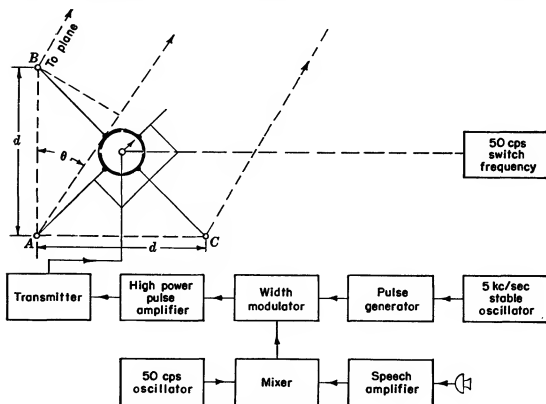 To plane
B
d
θ
A
C
d
50 cps
switch
frequency
Transmitter
High power
pulse
amplifier
Width
modulator
Pulse
generator
5 kc/sec
stable
oscillator
50 cps
oscillator
Mixer
Speech
amplifier